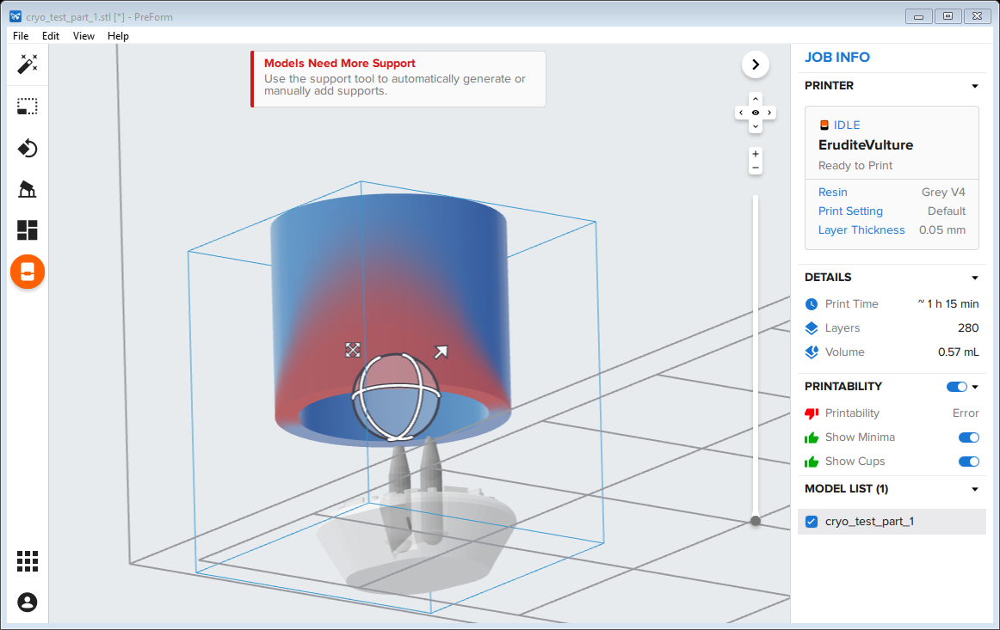 cryo_test_part_1.stl [*] - PreForm
File Edit View Help
Models Need More Support
Use the support tool to automatically generate or
manually add supports.
JOB INFO
PRINTER
IDLE
EruditeVulture
Ready to Print
Resin Grey V4
Print Setting Default
Layer Thickness 0.05 mm
DETAILS
Print Time ~ 1 h 15 min
Layers 280
Volume 0.57 mL
PRINTABILITY
Printability Error
Show Minima
Show Cups
MODEL LIST (1)
cryo_test_part_1